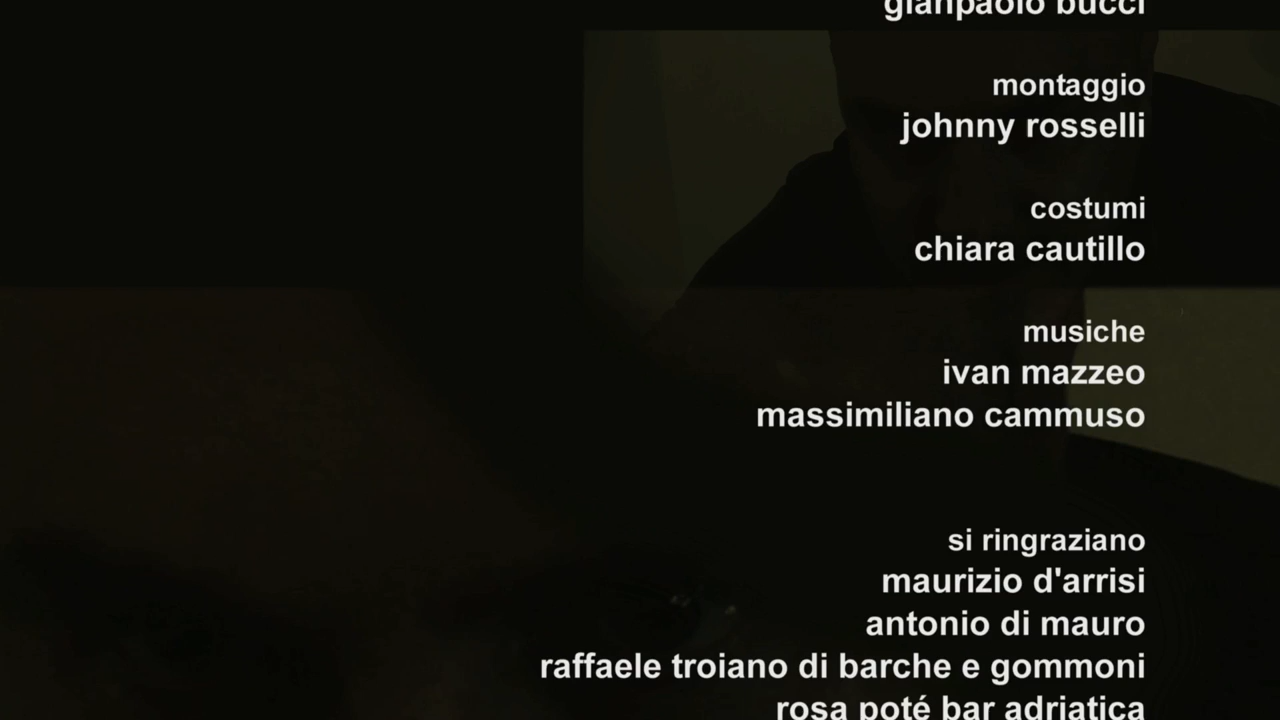 gianpaolo bucci
montaggio
johnny rosselli
costumi
chiara cautillo
musiche
ivan mazzeo
massimiliano cammuso
si ringraziano
maurizio d'arrisi
antonio di mauro
raffaele troiano di barche e gommoni
rosa poté bar adriatica